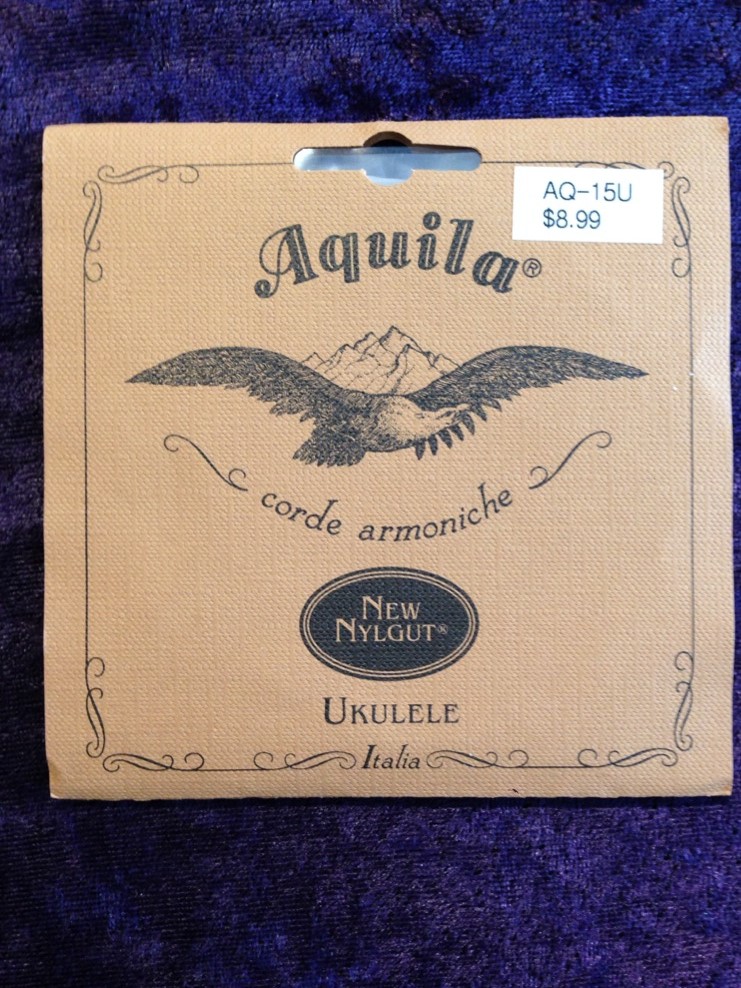 AQ-15U
$8.99
Aquila®
corde armoniche
NEW
NYLGUT®
UKULELE
Italia